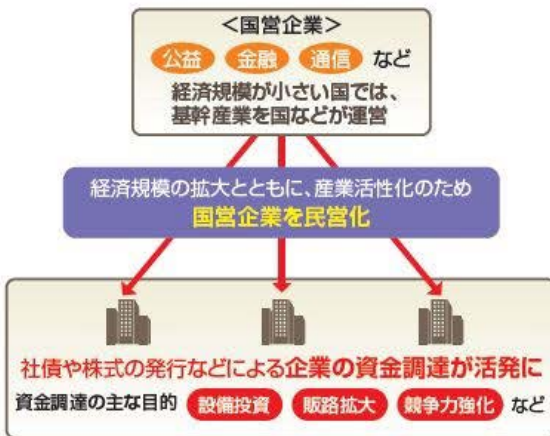 ＜国営企業＞
公益 金融 通信 など
経済規模が小さい国では、
基幹産業を国などが運営
経済規模の拡大とともに、産業活性化のため
国営企業を民営化
社債や株式の発行などによる企業の資金調達が活発に
資金調達の主な目的 設備投資 販路拡大 競争力強化 など